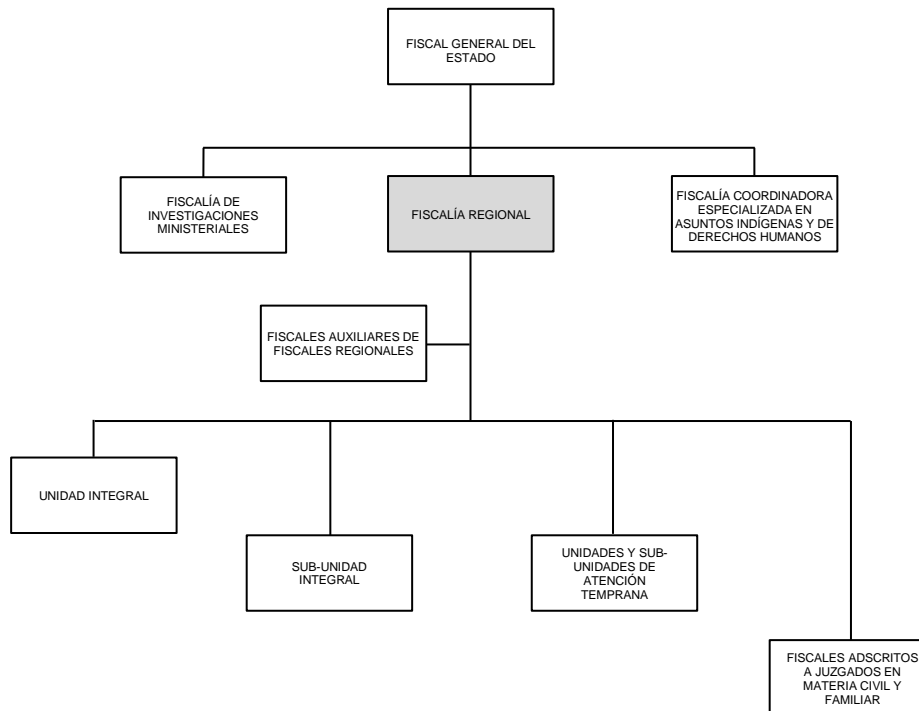 FISCAL GENERAL DEL
ESTADO
FISCALÍA DE
INVESTIGACIONES
MINISTERIALES
FISCALÍA REGIONAL
FISCALÍA COORDINADORA
ESPECIALIZADA EN
ASUNTOS INDÍGENAS Y DE
DERECHOS HUMANOS
FISCALES AUXILIARES DE
FISCALES REGIONALES
UNIDAD INTEGRAL
SUB-UNIDAD
INTEGRAL
UNIDADES Y SUB-
UNIDADES DE
ATENCIÓN
TEMPRANA
FISCALES ADSCRITOS
A JUZGADOS EN
MATERIA CIVIL Y
FAMILIAR